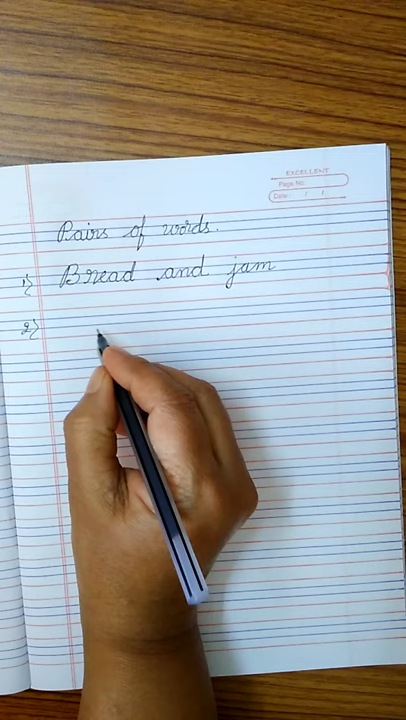 EXCELLENT
Page No.
Date: / /
Pairs of words.
1) Bread and jam
2)